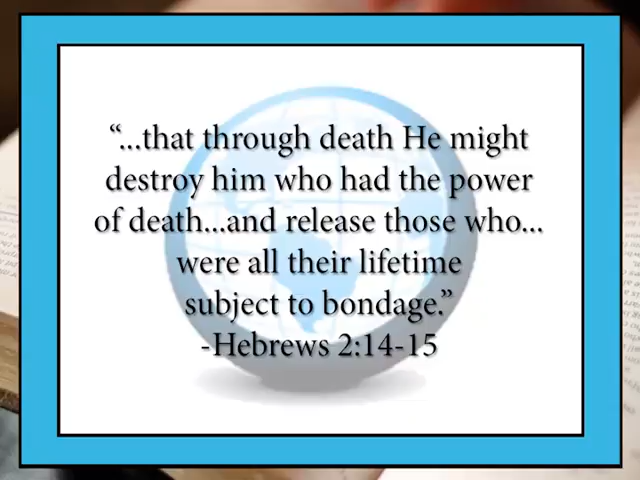 “...that through death He might
destroy him who had the power
of death...and release those who...
were all their lifetime
subject to bondage.”
-Hebrews 2:14-15